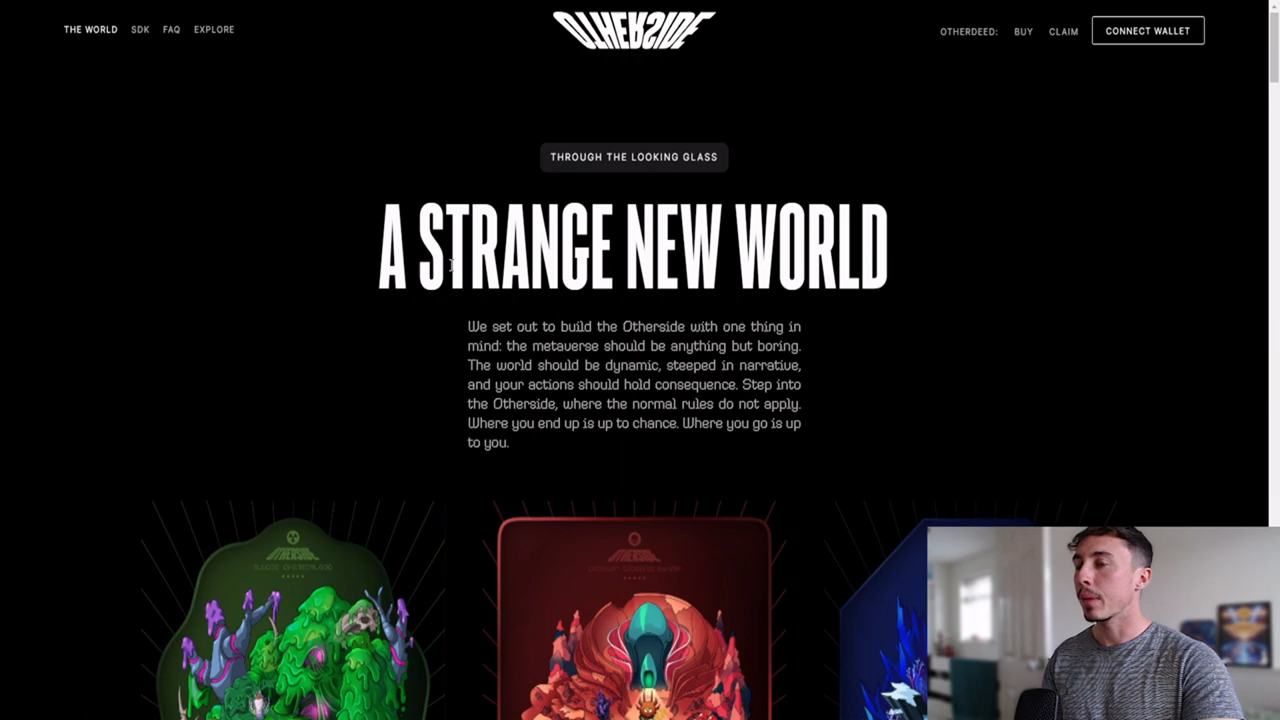 THE WORLD SDK FAQ EXPLORE
OTHERSIDE
OTHERDEED: BUY CLAIM CONNECT WALLET
THROUGH THE LOOKING GLASS
A STRANGE NEW WORLD
We set out to build the Otherside with one thing in
mind: the metaverse should be anything but boring.
The world should be dynamic, steeped in narrative,
and your actions should hold consequence. Step into
the Otherside, where the normal rules do not apply.
Where you end up is up to chance. Where you go is up
to you.
OTHERSIDE
OTHERSIDE